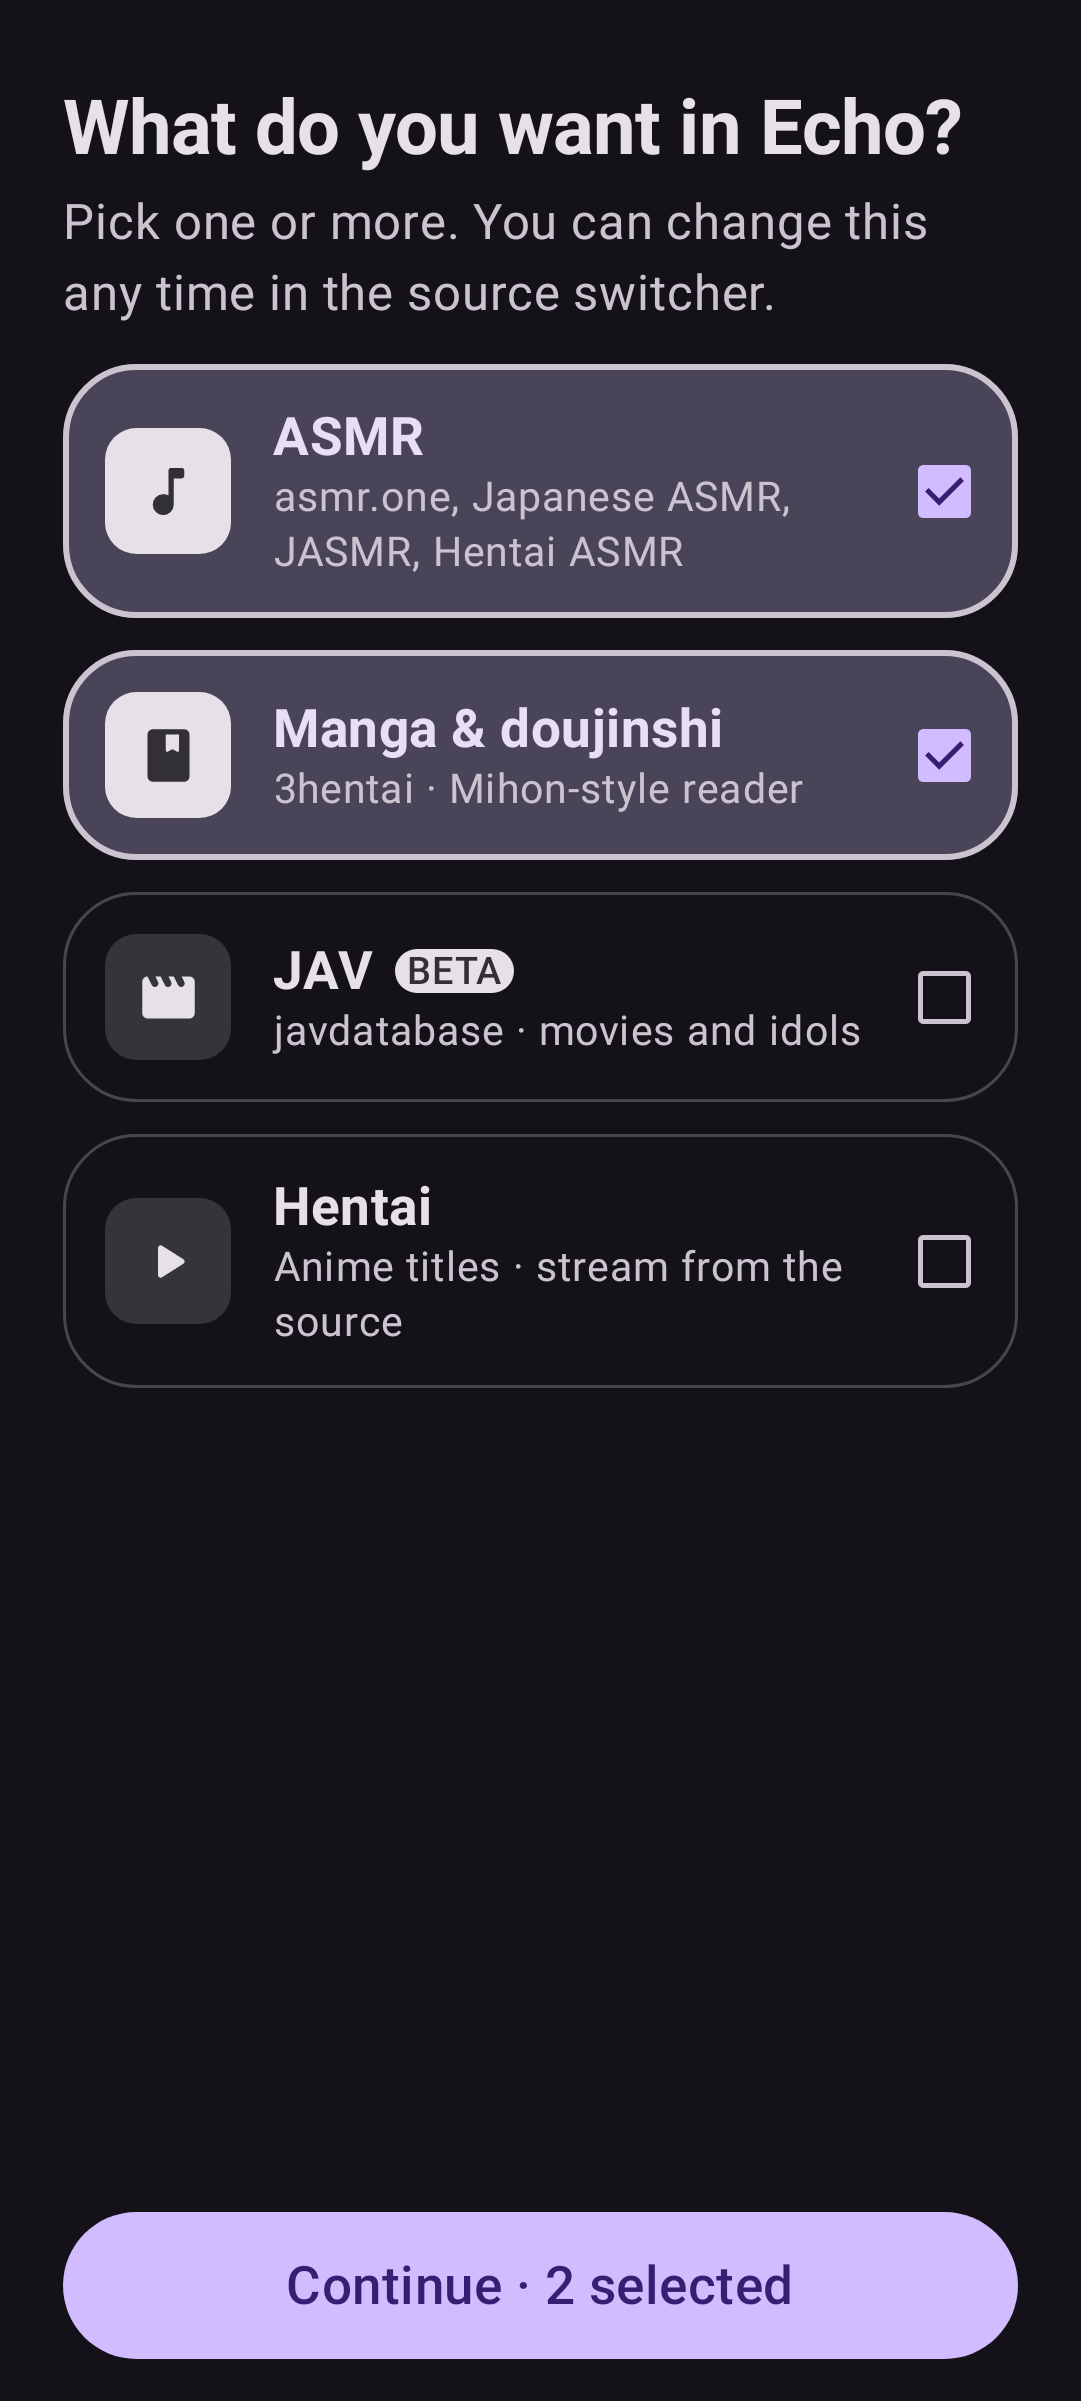 What do you want in Echo?
Pick one or more. You can change this
any time in the source switcher.
ASMR
asmr.one, Japanese ASMR,
JASMR, Hentai ASMR
Manga & doujinshi
3hentai · Mihon-style reader
JAV BETA
javdatabase · movies and idols
Hentai
Anime titles · stream from the
source
Continue · 2 selected